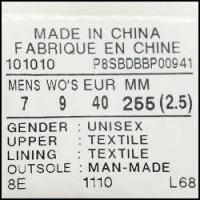 MADE IN CHINA
FABRIQUE EN CHINE
101010 P8SBDBBP00941
MENS WO'S EUR MM
7 9 40 255 (2.5)
GENDER : UNISEX
UPPER : TEXTILE
LINING : TEXTILE
OUTSOLE : MAN-MADE
8E 1110 L68